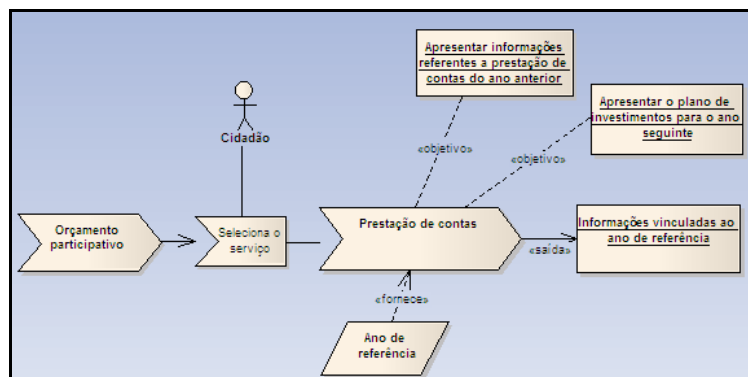 Apresentar informações
referentes a prestação de
contas do ano anterior
Apresentar o plano de
investimentos para o ano
seguinte
Cidadão
«objetivo»
«objetivo»
Orçamento
participativo
Seleciona o
serviço
Prestação de contas
Informações vinculadas ao
ano de referência
«saída»
«fornece»
Ano de
referência